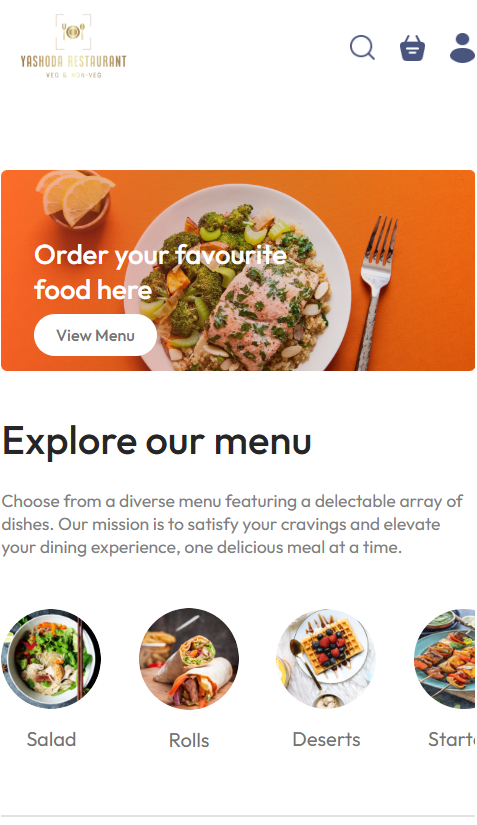 YASHODA RESTAURANT
VEG & NON-VEG
Order your favourite
food here
View Menu
Explore our menu
Choose from a diverse menu featuring a delectable array of
dishes. Our mission is to satisfy your cravings and elevate
your dining experience, one delicious meal at a time.
Salad
Rolls
Deserts
Starte